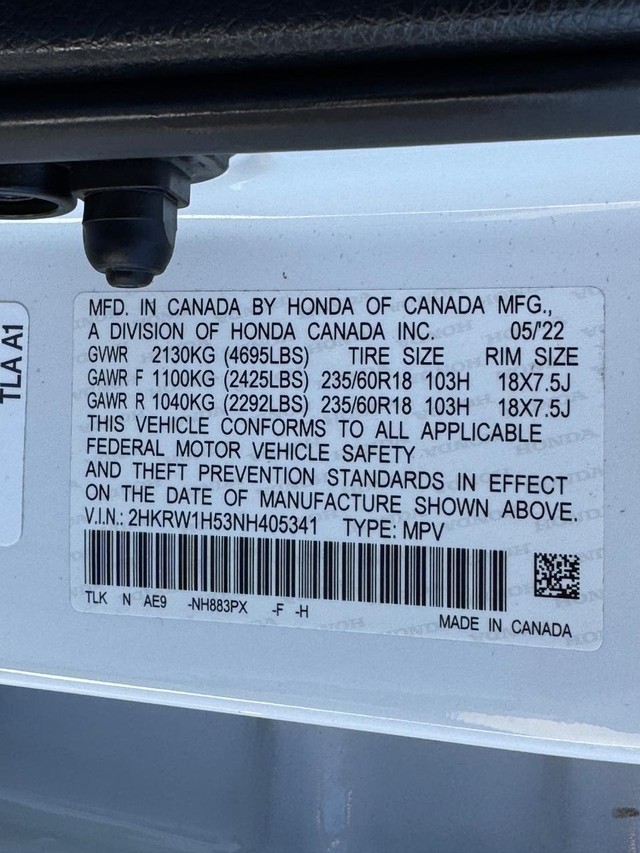 TLA A1
MFD. IN CANADA BY HONDA OF CANADA MFG.,
A DIVISION OF HONDA CANADA INC. 05/'22
GVWR 2130KG (4695LBS) TIRE SIZE RIM SIZE
GAWR F 1100KG (2425LBS) 235/60R18 103H 18X7.5J
GAWR R 1040KG (2292LBS) 235/60R18 103H 18X7.5J
THIS VEHICLE CONFORMS TO ALL APPLICABLE
FEDERAL MOTOR VEHICLE SAFETY
AND THEFT PREVENTION STANDARDS IN EFFECT
ON THE DATE OF MANUFACTURE SHOWN ABOVE.
V.I.N.: 2HKRW1H53NH405341 TYPE: MPV
TLK N AE9 -NH883PX -F -H
MADE IN CANADA